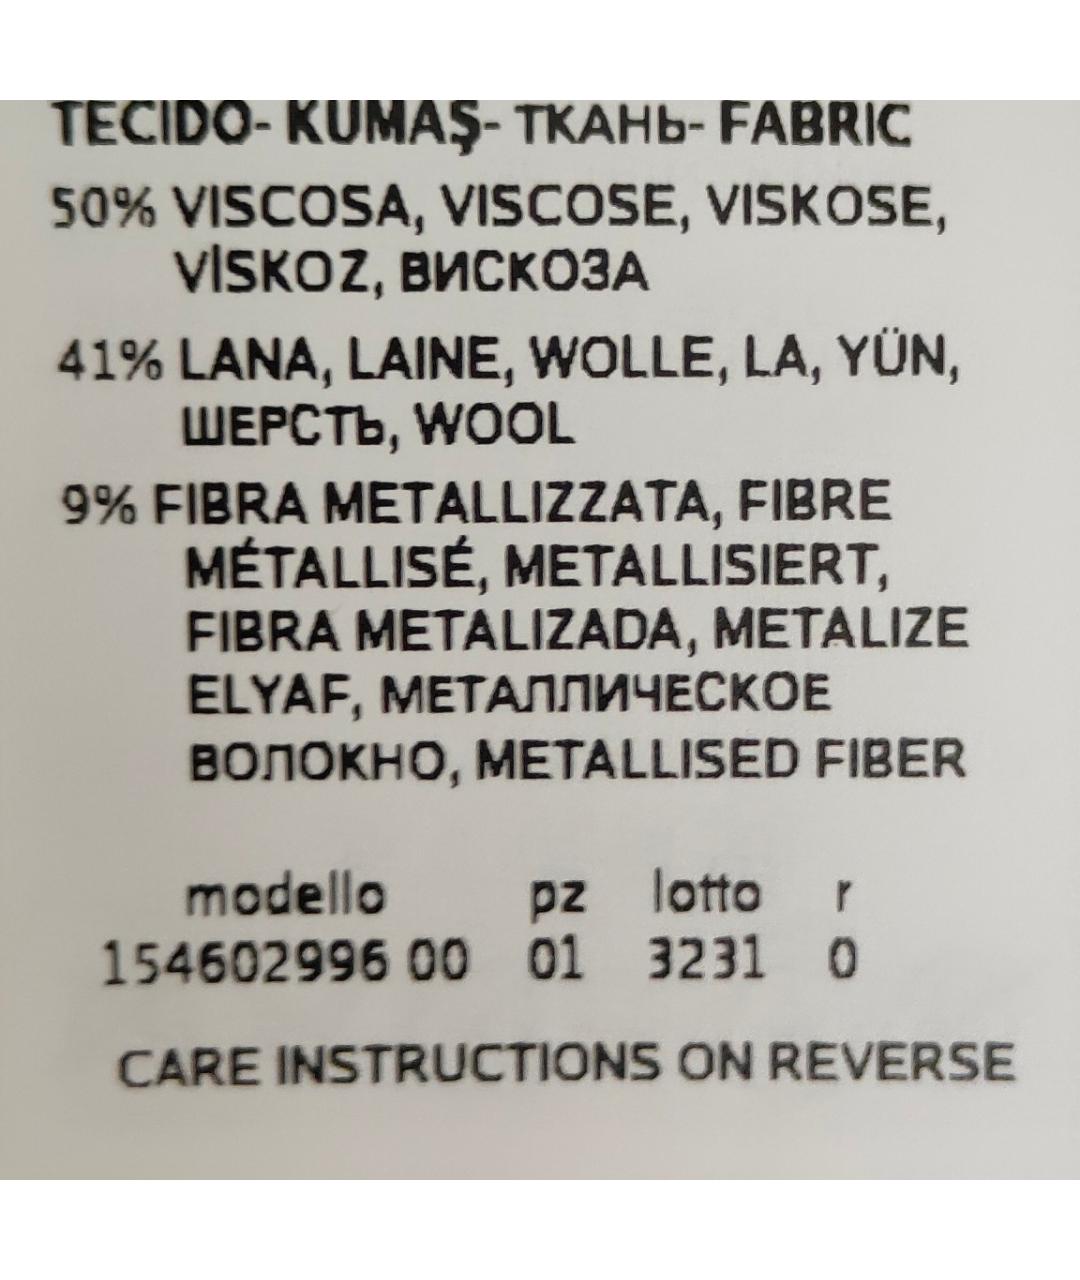 TECIDO- KUMAŞ- ТКАНЬ- FABRIC
50% VISCOSA, VISCOSE, VISKOSE,
VİSKOZ, ВИСКОЗА
41% LANA, LAINE, WOLLE, LA, YÜN,
ШЕРСТЬ, WOOL
9% FIBRA METALLIZZATA, FIBRE
MÉTALLISÉ, METALLISIERT,
FIBRA METALIZADA, METALIZE
ELYAF, МЕТАЛЛИЧЕСКОЕ
ВОЛОКНО, METALLISED FIBER
modello pz lotto r
154602996 00 01 3231 0
CARE INSTRUCTIONS ON REVERSE